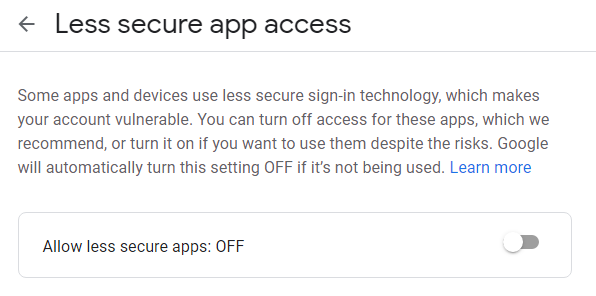 Less secure app access
Some apps and devices use less secure sign-in technology, which makes
your account vulnerable. You can turn off access for these apps, which we
recommend, or turn it on if you want to use them despite the risks. Google
will automatically turn this setting OFF if it’s not being used. Learn more
Allow less secure apps: OFF